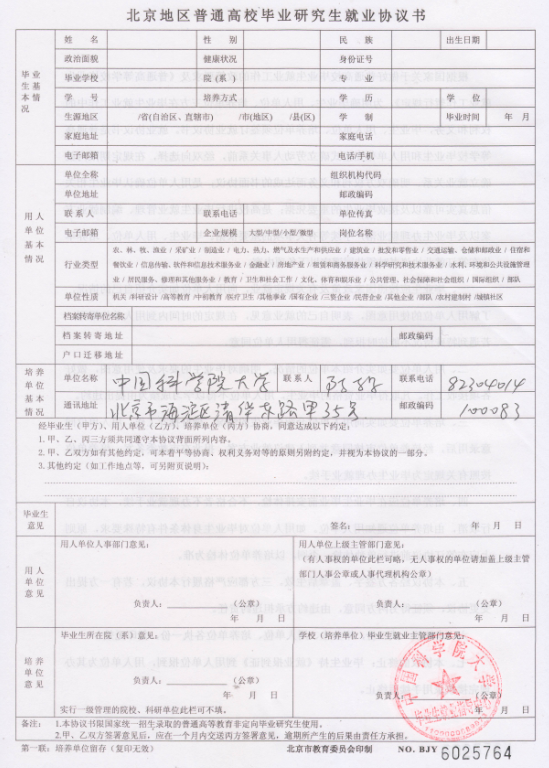 北京地区普通高校毕业研究生就业协议书
毕业生基本情况
姓 名 性 别 民 族 出生日期
政治面貌 健康状况 身份证号
毕业学校 院(系) 专 业
学 号 培养方式 学 历 学 位
生源地区 /省(自治区、直辖市) /市(地区) /县(区) 学 制 毕业时间 年 月
家庭地址 家庭电话
电子邮箱 电话/手机
用人单位基本情况
单位全称 组织机构代码
单位地址 邮政编码
联系人 联系电话 单位传真
电子邮箱 企业规模 大型/中型/小型/微型 岗位名称
行业类型
农、林、牧、渔业 / 采矿业 / 制造业 / 电力、热力、燃气及水生产和供应业 / 建筑业 / 批发和零售业 / 交通运输、仓储和邮政业 / 住宿和
餐饮业 / 信息传输、软件和信息技术服务业 / 金融业 / 房地产业 / 租赁和商务服务业 / 科学研究和技术服务业 / 水利、环境和公共设施管理
业 / 居民服务、修理和其他服务业 / 教育 / 卫生和社会工作 / 文化、体育和娱乐业 / 公共管理、社会保障和社会组织 / 国际组织 / 部队
单位性质 机关 /科研设计 /高等教育 /中初教育 /医疗卫生 /其他事业 /国有企业 /三资企业 /民营企业 /其他企业 /部队 /农村建制村 /城镇社区
档案转寄单位名称
档案转寄地址 邮政编码
户口迁移地址
培养单位基本情况
单位名称 中国科学院大学 联系人 联系电话 82304014
通讯地址 北京市海淀区清华东路甲35号 邮政编码 100083
经毕业生（甲方）、用人单位（乙方）、培养单位（丙方）协商，同意达成以下约定:
1.甲、乙、丙三方须共同遵守本协议背面所列内容。
2.甲、乙双方如有其他约定，可本着平等协商、权利义务对等的原则另附约定，并视为本协议的一部分。
3.其他约定（如工作地点等，可另附页说明）:
毕业生意见
签名: 年 月 日
用人单位意见
用人单位人事部门意见:
负责人: （公章）
年 月 日
用人单位上级主管部门意见:
（有人事权的单位此栏可略，无人事权的单位请加盖上级主管
部门人事公章或人事代理机构公章）
负责人: （公章）
年 月 日
培养单位意见
毕业生所在院（系）意见:
负责人: （公章）
年 月 日
实行一级管理的院校、科研单位此栏可不填。
学校（培养单位）毕业生就业主管部门意见:
中国科学院大学
负责人: （公章）
年 月 日
备注: 1.本协议书限国家统一招生录取的普通高等教育非定向毕业研究生使用。
2.甲、乙双方签署意见后，应在一个月内交送丙方签署意见，逾期所产生的后果由责任方承担。
第一联：培养单位留存（复印无效） 北京市教育委员会印制 NO. BJY 6025764